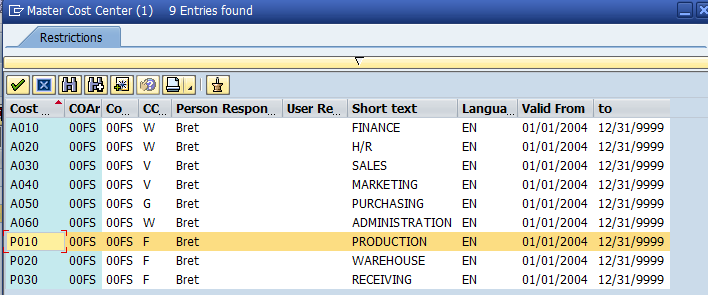 Master Cost Center (1) 9 Entries found
Restrictions
Cost ... COAr Co... CC... Person Respon... User Re... Short text Langua... Valid From to
A010 00FS 00FS W Bret FINANCE EN 01/01/2004 12/31/9999
A020 00FS 00FS W Bret H/R EN 01/01/2004 12/31/9999
A030 00FS 00FS V Bret SALES EN 01/01/2004 12/31/9999
A040 00FS 00FS V Bret MARKETING EN 01/01/2004 12/31/9999
A050 00FS 00FS G Bret PURCHASING EN 01/01/2004 12/31/9999
A060 00FS 00FS W Bret ADMINISTRATION EN 01/01/2004 12/31/9999
P010 00FS 00FS F Bret PRODUCTION EN 01/01/2004 12/31/9999
P020 00FS 00FS F Bret WAREHOUSE EN 01/01/2004 12/31/9999
P030 00FS 00FS F Bret RECEIVING EN 01/01/2004 12/31/9999